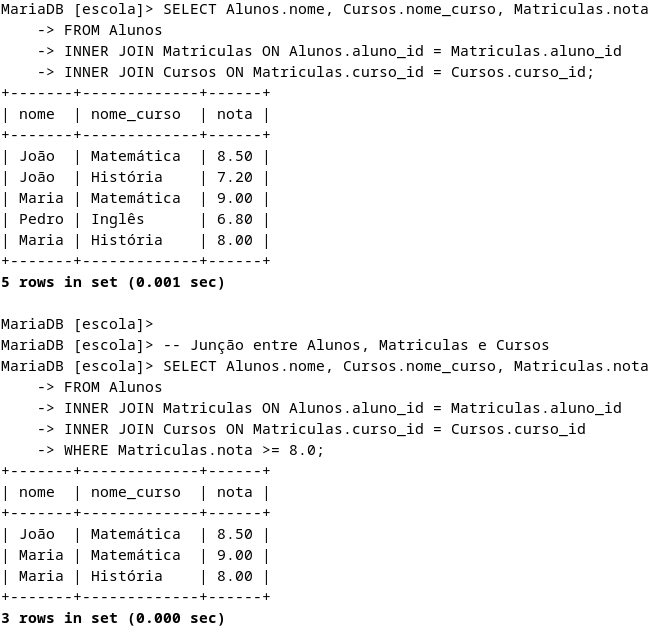 MariaDB [escola]> SELECT Alunos.nome, Cursos.nome_curso, Matriculas.nota
    -> FROM Alunos
    -> INNER JOIN Matriculas ON Alunos.aluno_id = Matriculas.aluno_id
    -> INNER JOIN Cursos ON Matriculas.curso_id = Cursos.curso_id;
+-------+-------------+------+
| nome  | nome_curso  | nota |
+-------+-------------+------+
| João  | Matemática  | 8.50 |
| João  | História    | 7.20 |
| Maria | Matemática  | 9.00 |
| Pedro | Inglês      | 6.80 |
| Maria | História    | 8.00 |
+-------+-------------+------+
5 rows in set (0.001 sec)

MariaDB [escola]>
MariaDB [escola]> -- Junção entre Alunos, Matriculas e Cursos
MariaDB [escola]> SELECT Alunos.nome, Cursos.nome_curso, Matriculas.nota
    -> FROM Alunos
    -> INNER JOIN Matriculas ON Alunos.aluno_id = Matriculas.aluno_id
    -> INNER JOIN Cursos ON Matriculas.curso_id = Cursos.curso_id
    -> WHERE Matriculas.nota >= 8.0;
+-------+-------------+------+
| nome  | nome_curso  | nota |
+-------+-------------+------+
| João  | Matemática  | 8.50 |
| Maria | Matemática  | 9.00 |
| Maria | História    | 8.00 |
+-------+-------------+------+
3 rows in set (0.000 sec)